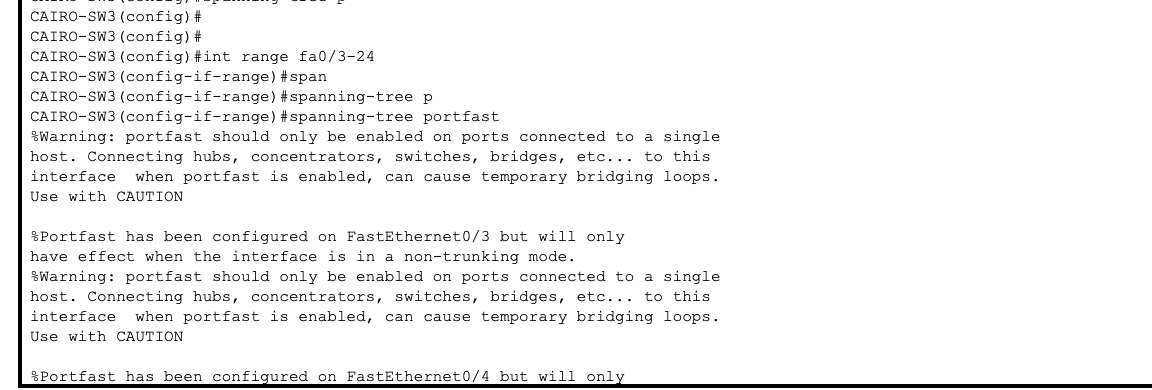 CAIRO-SW3(config)#spanning-tree p
CAIRO-SW3(config)#
CAIRO-SW3(config)#
CAIRO-SW3(config)#int range fa0/3-24
CAIRO-SW3(config-if-range)#span
CAIRO-SW3(config-if-range)#spanning-tree p
CAIRO-SW3(config-if-range)#spanning-tree portfast
%Warning: portfast should only be enabled on ports connected to a single
host. Connecting hubs, concentrators, switches, bridges, etc... to this
interface  when portfast is enabled, can cause temporary bridging loops.
Use with CAUTION

%Portfast has been configured on FastEthernet0/3 but will only
have effect when the interface is in a non-trunking mode.
%Warning: portfast should only be enabled on ports connected to a single
host. Connecting hubs, concentrators, switches, bridges, etc... to this
interface  when portfast is enabled, can cause temporary bridging loops.
Use with CAUTION

%Portfast has been configured on FastEthernet0/4 but will only